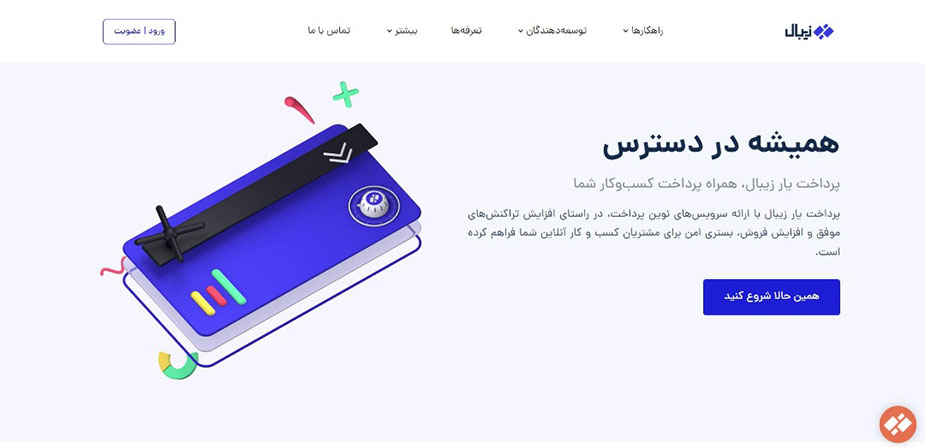 زیبال
راهکارها
توسعه‌دهندگان
تعرفه‌ها
بیشتر
تماس با ما
ورود | عضویت
همیشه در دسترس
پرداخت یار زیبال، همراه پرداخت کسب‌وکار شما
پرداخت یار زیبال با ارائه سرویس‌های نوین پرداخت، در راستای افزایش تراکنش‌های
موفق و افزایش فروش، بستری امن برای مشتریان کسب و کار آنلاین شما فراهم کرده
است.
همین حالا شروع کنید